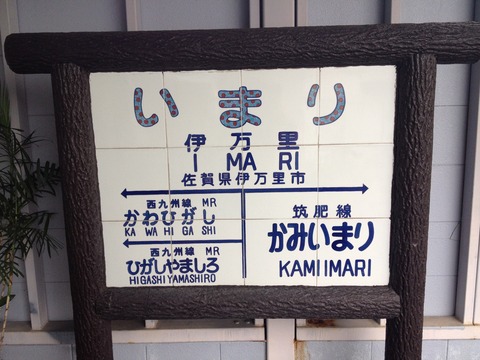 いまり
伊万里
I MA RI
佐賀県伊万里市
西九州線 MR
かわひがし
KA WA HI GA SHI
西九州線 MR
ひがしやましろ
HIGASHI YAMASHIRO
筑肥線
かみいまり
KAMI IMARI